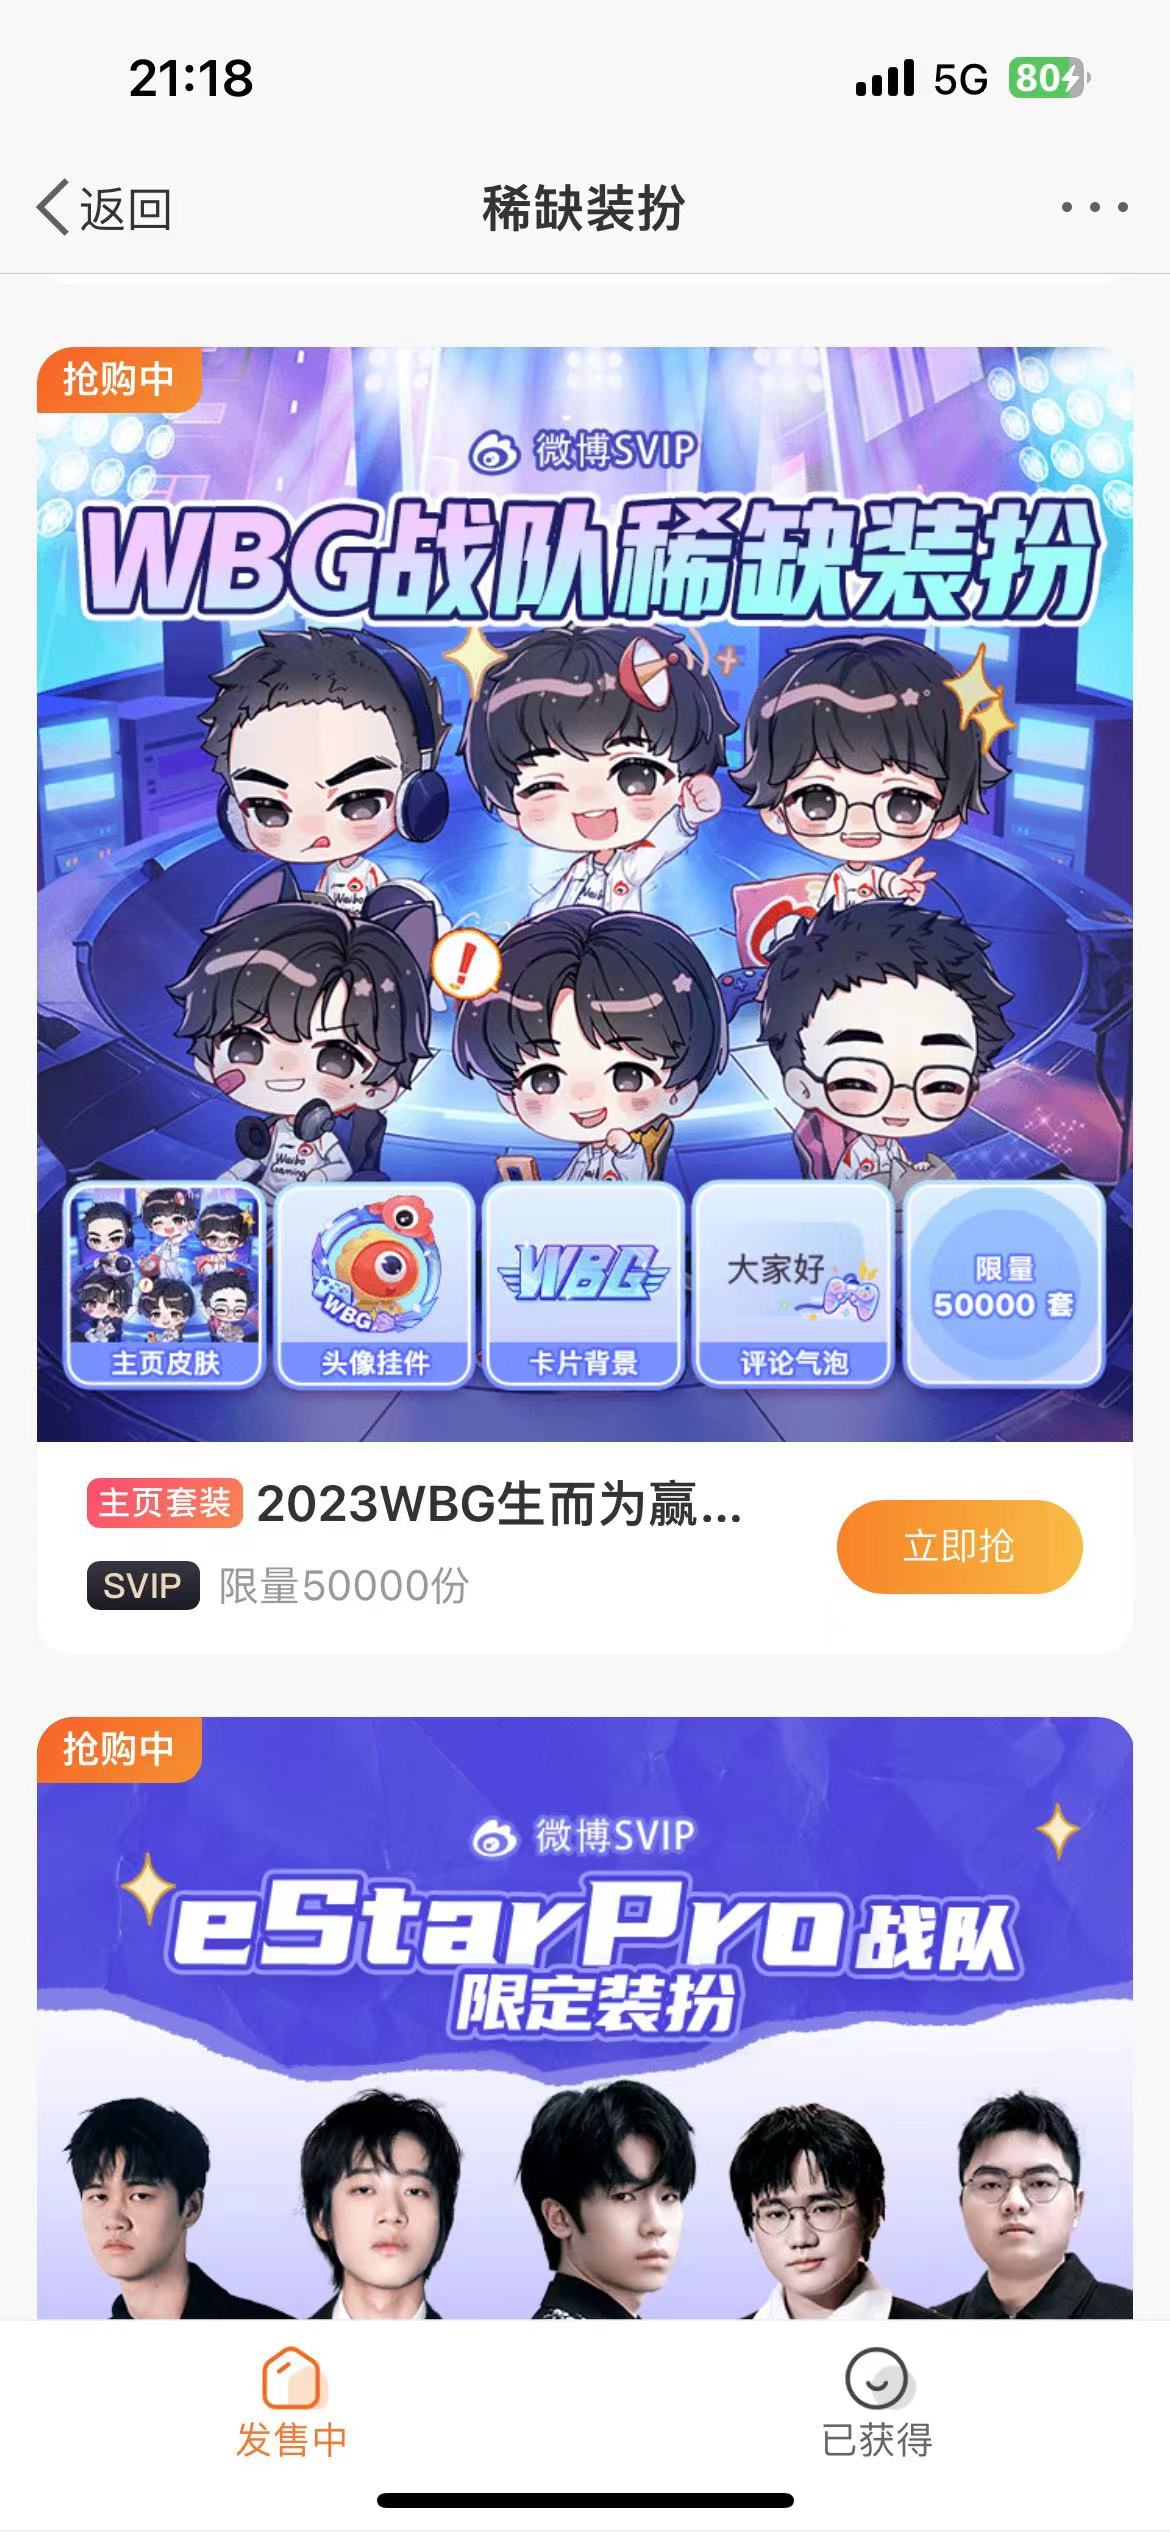 21:18
5G 80
返回
稀缺装扮
抢购中
微博SVIP
WBG战队稀缺装扮
Weibo
Weibo
Weibo
Gaming
WBG
WBG
大家好
限量
50000 套
主页皮肤
头像挂件
卡片背景
评论气泡
主页套装 2023WBG生而为赢...
立即抢
SVIP 限量50000份
抢购中
微博SVIP
eStarPro战队
限定装扮
发售中
已获得